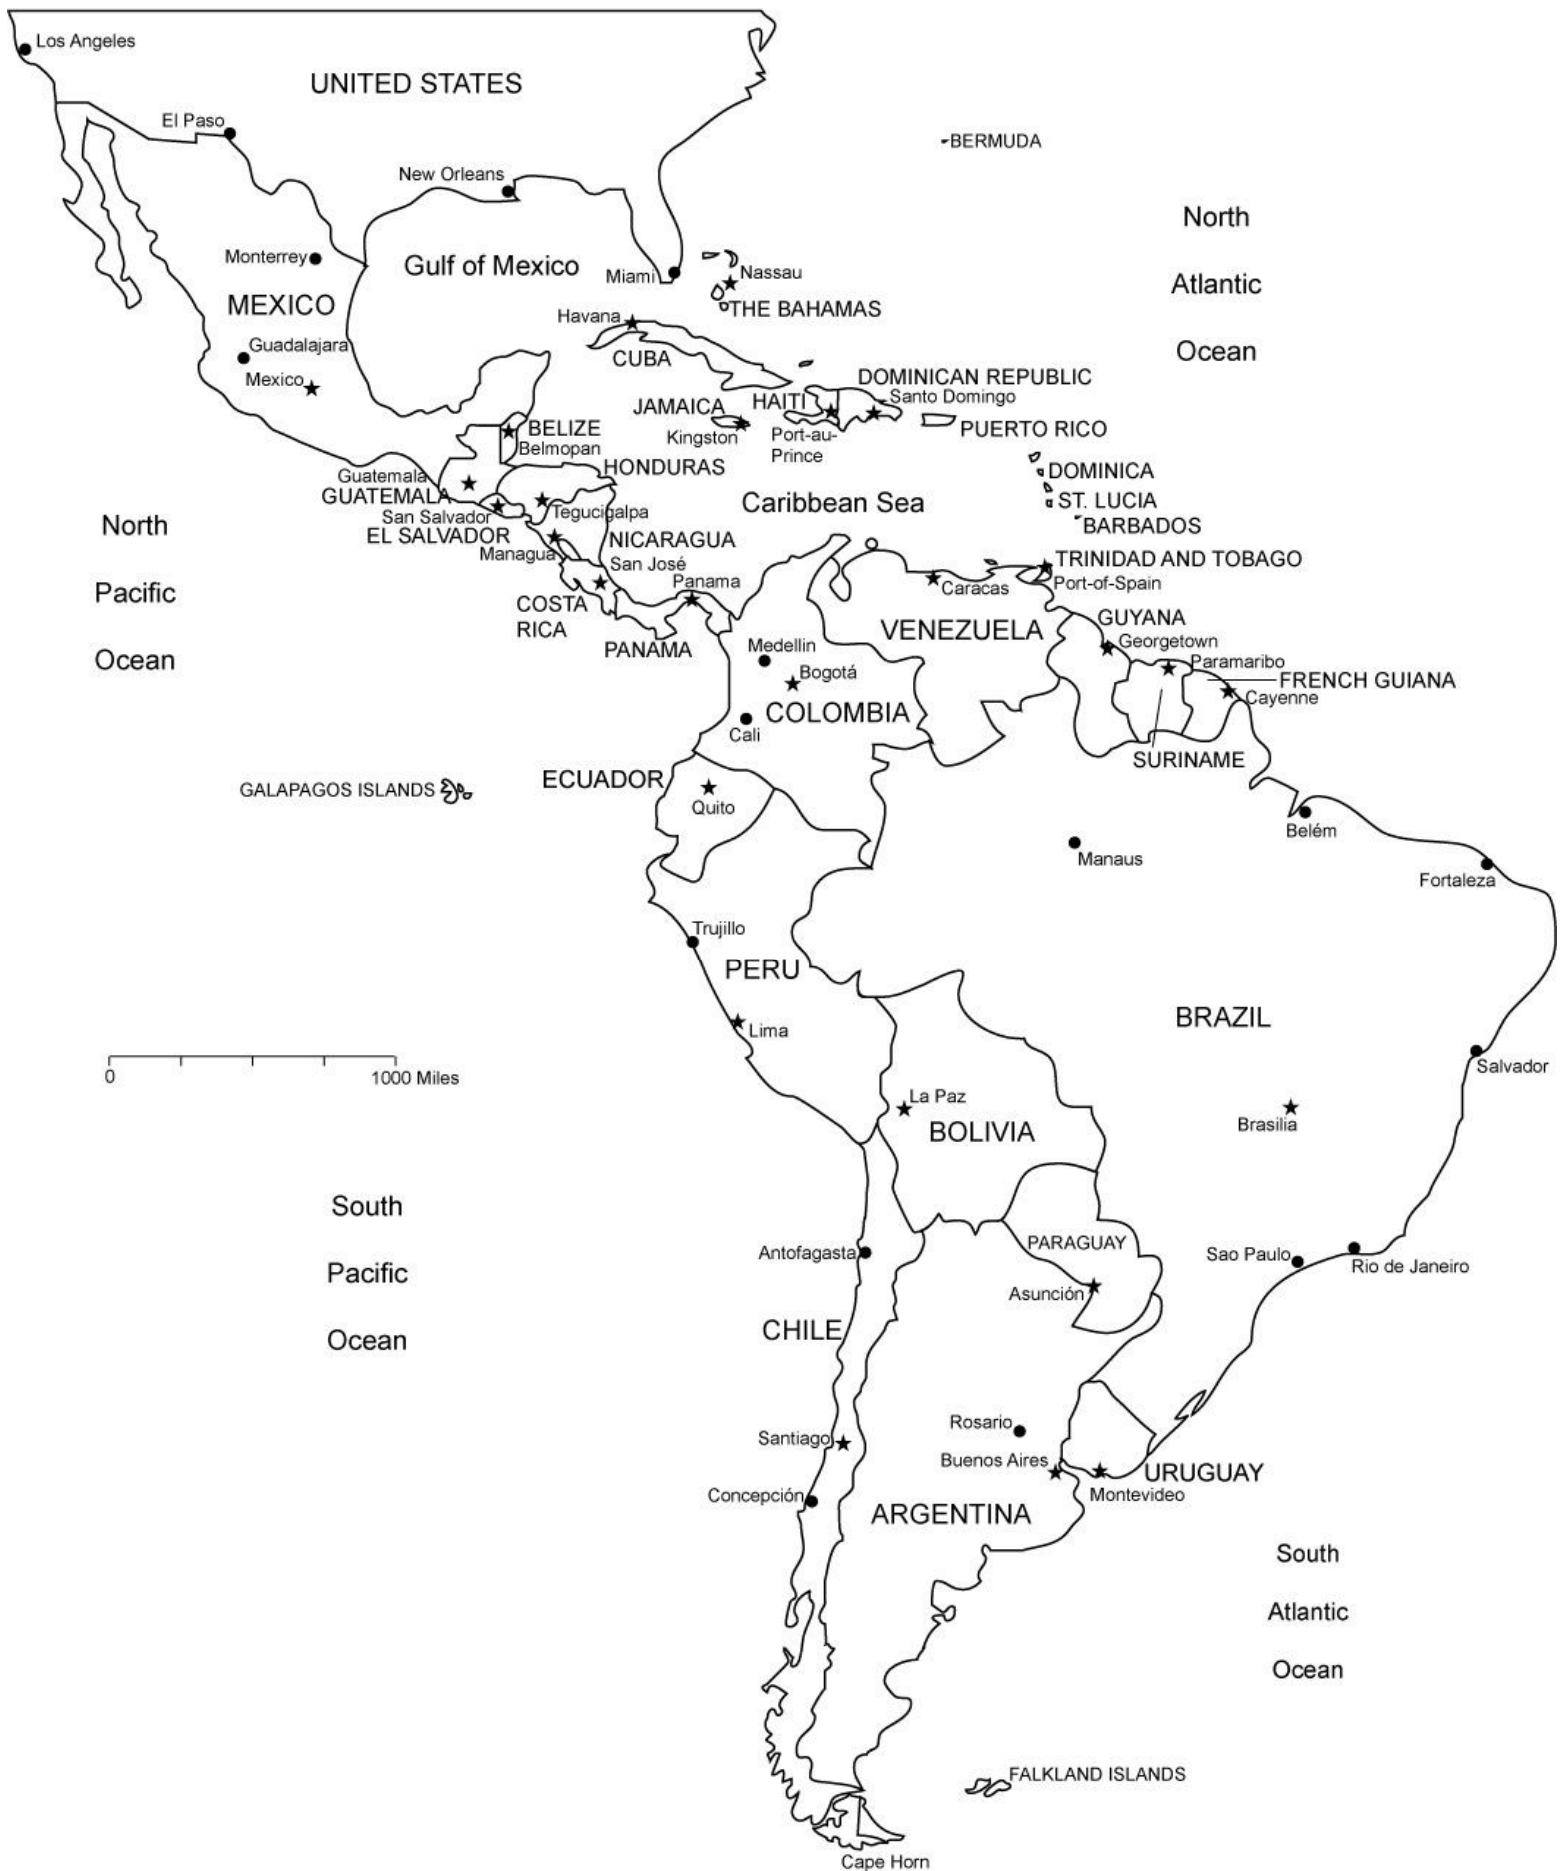 Los Angeles
UNITED STATES
El Paso
BERMUDA
New Orleans
North
Atlantic
Ocean
Monterrey
Gulf of Mexico
Miami
Nassau
MEXICO
THE BAHAMAS
Havana
Guadalajara
CUBA
Mexico
DOMINICAN REPUBLIC
Santo Domingo
HAITI
JAMAICA
Kingston
Port-au-
Prince
PUERTO RICO
BELIZE
Belmopan
HONDURAS
DOMINICA
Guatemala
GUATEMALA
Caribbean Sea
ST. LUCIA
San Salvador
Tegucigalpa
BARBADOS
EL SALVADOR
NICARAGUA
Managua
North
Pacific
Ocean
San José
TRINIDAD AND TOBAGO
Port-of-Spain
Panama
Caracas
COSTA
RICA
GUYANA
VENEZUELA
Georgetown
PANAMA
Medellin
Paramaribo
Bogotá
FRENCH GUIANA
Cayenne
COLOMBIA
Cali
SURINAME
ECUADOR
GALAPAGOS ISLANDS
Quito
Belém
Manaus
Fortaleza
Trujillo
PERU
BRAZIL
Lima
Salvador
0
1000 Miles
La Paz
Brasilia
BOLIVIA
South
Pacific
Ocean
PARAGUAY
Antofagasta
Sao Paulo
Rio de Janeiro
Asunción
CHILE
Rosario
Santiago
Buenos Aires
URUGUAY
Montevideo
Concepción
ARGENTINA
South
Atlantic
Ocean
FALKLAND ISLANDS
Cape Horn